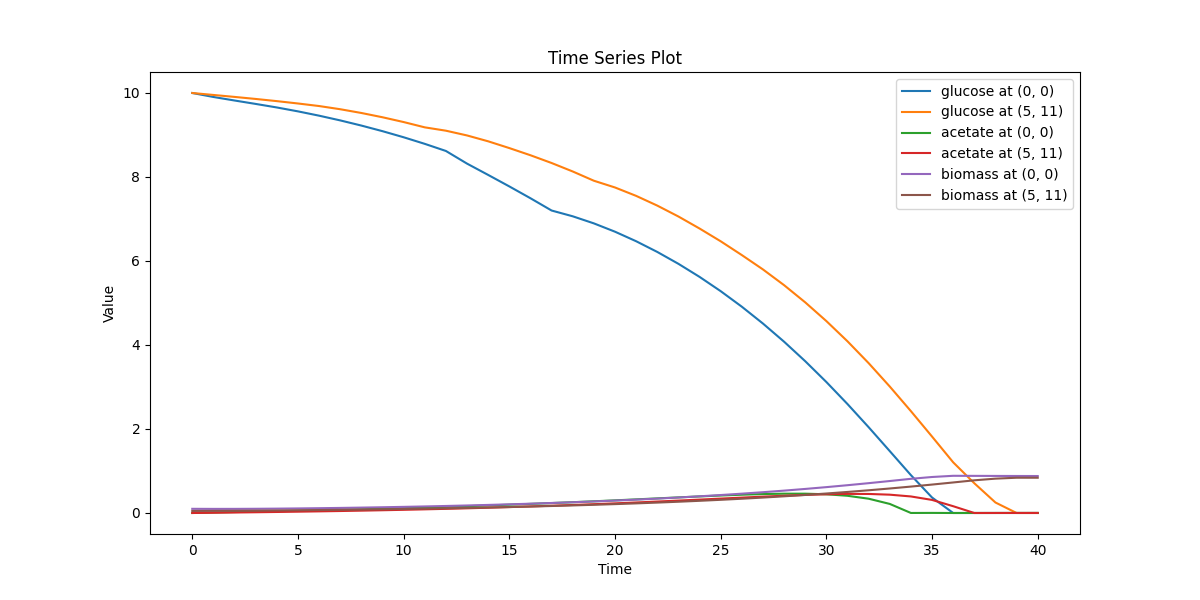 Time Series Plot
glucose at (0, 0)
glucose at (5, 11)
acetate at (0, 0)
acetate at (5, 11)
biomass at (0, 0)
biomass at (5, 11)
Value
10
8
6
4
2
0
0 5 10 15 20 25 30 35 40
Time